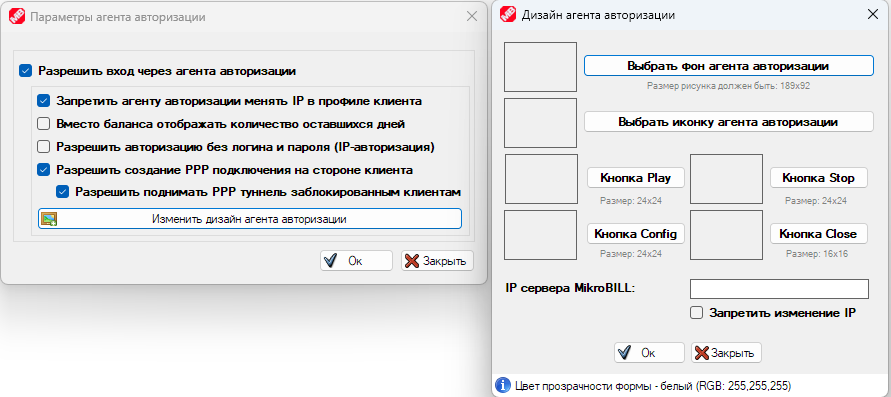 MB Параметры агента авторизации
Разрешить вход через агента авторизации
Запретить агенту авторизации менять IP в профиле клиента
Вместо баланса отображать количество оставшихся дней
Разрешить авторизацию без логина и пароля (IP-авторизация)
Разрешить создание PPP подключения на стороне клиента
Разрешить поднимать PPP туннель заблокированным клиентам
Изменить дизайн агента авторизации
Ок Закрыть
MB Дизайн агента авторизации
Выбрать фон агента авторизации
Размер рисунка должен быть: 189x92
Выбрать иконку агента авторизации
Кнопка Play Кнопка Stop
Размер: 24x24 Размер: 24x24
Кнопка Config Кнопка Close
Размер: 24x24 Размер: 16x16
IP сервера MikroBILL:
Запретить изменение IP
Ок Закрыть
Цвет прозрачности формы - белый (RGB: 255,255,255)